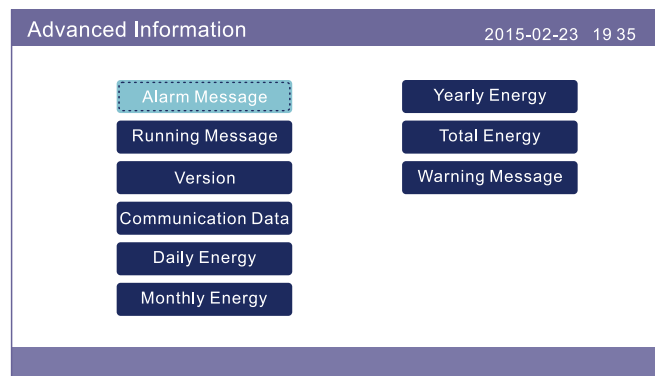 Advanced Information
2015-02-23 19 35
Alarm Message
Running Message
Version
Communication Data
Daily Energy
Monthly Energy
Yearly Energy
Total Energy
Warning Message